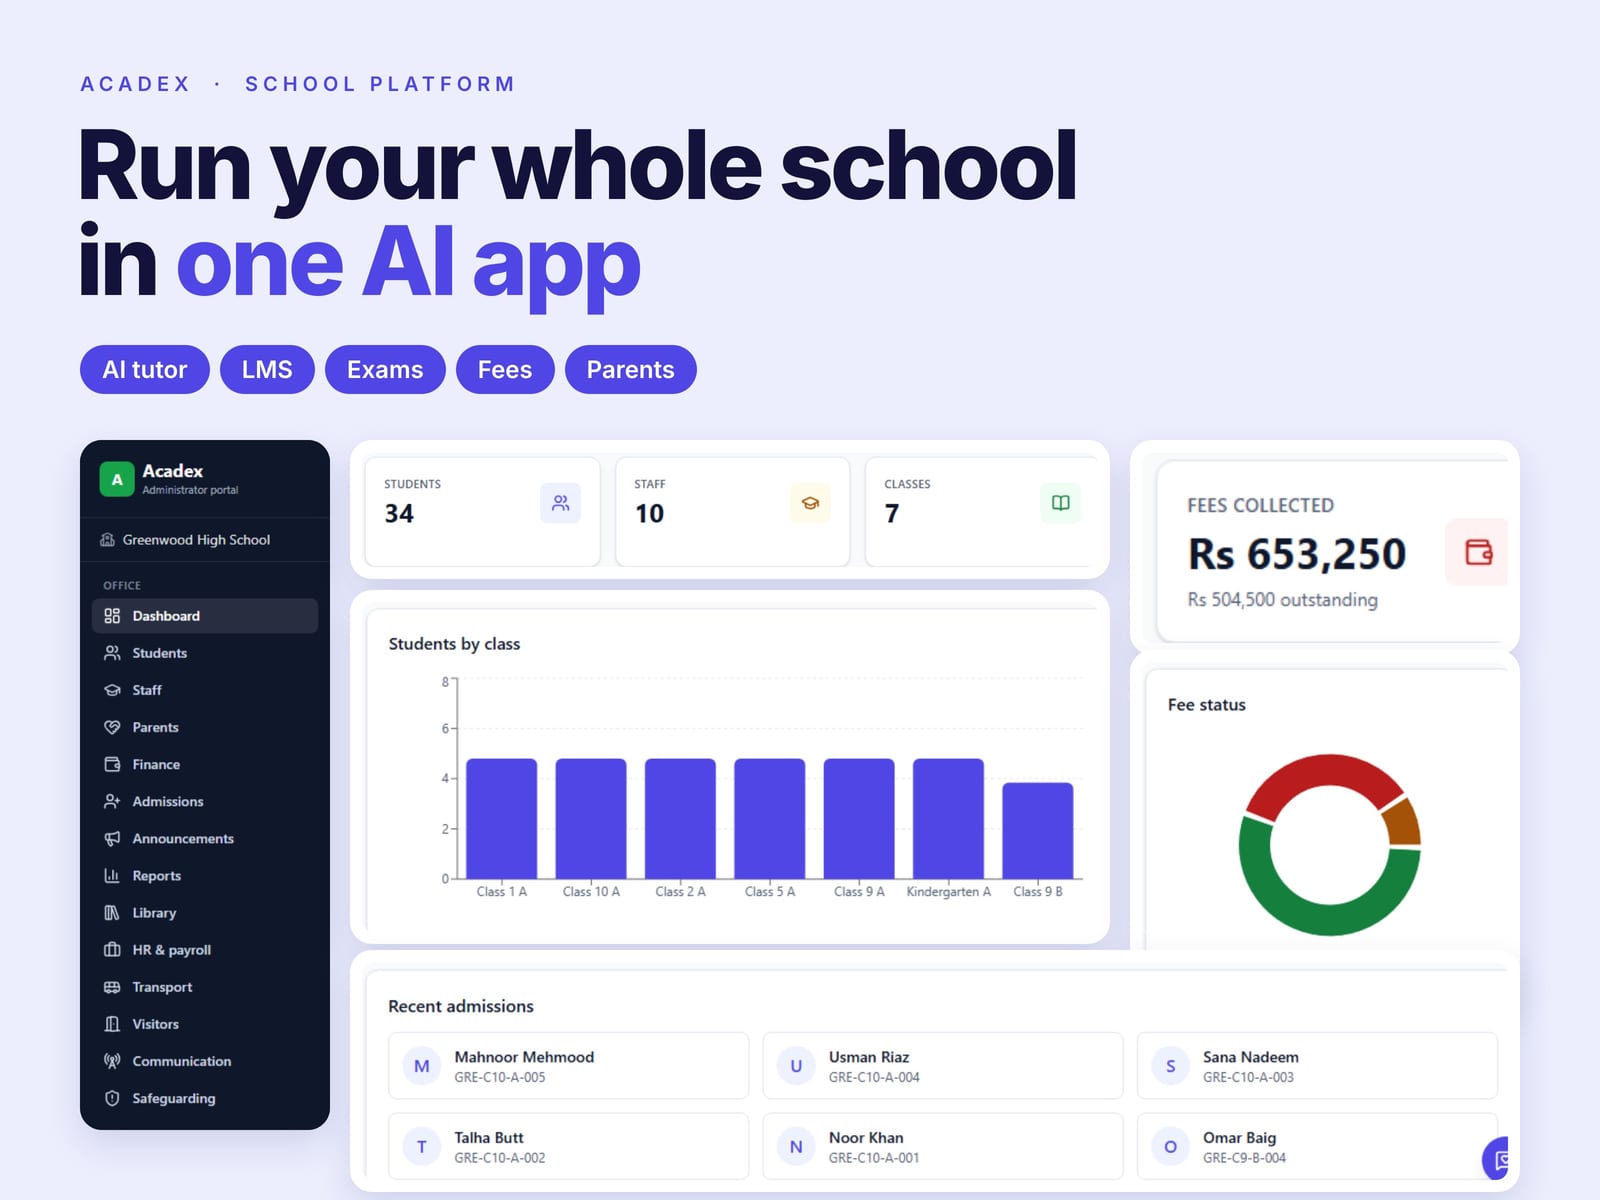 ACADEX · SCHOOL PLATFORM
Run your whole school
in one AI app
AI tutor
LMS
Exams
Fees
Parents
A
Acadex
Administrator portal
Greenwood High School
OFFICE
Dashboard
Students
Staff
Parents
Finance
Admissions
Announcements
Reports
Library
HR & payroll
Transport
Visitors
Communication
Safeguarding
STUDENTS
34
STAFF
10
CLASSES
7
FEES COLLECTED
Rs 653,250
Rs 504,500 outstanding
Students by class
8
6
4
2
0
Class 1 A
Class 10 A
Class 2 A
Class 5 A
Class 9 A
Kindergarten A
Class 9 B
Fee status
Recent admissions
M
Mahnoor Mehmood
GRE-C10-A-005
U
Usman Riaz
GRE-C10-A-004
S
Sana Nadeem
GRE-C10-A-003
T
Talha Butt
GRE-C10-A-002
N
Noor Khan
GRE-C10-A-001
O
Omar Baig
GRE-C9-B-004